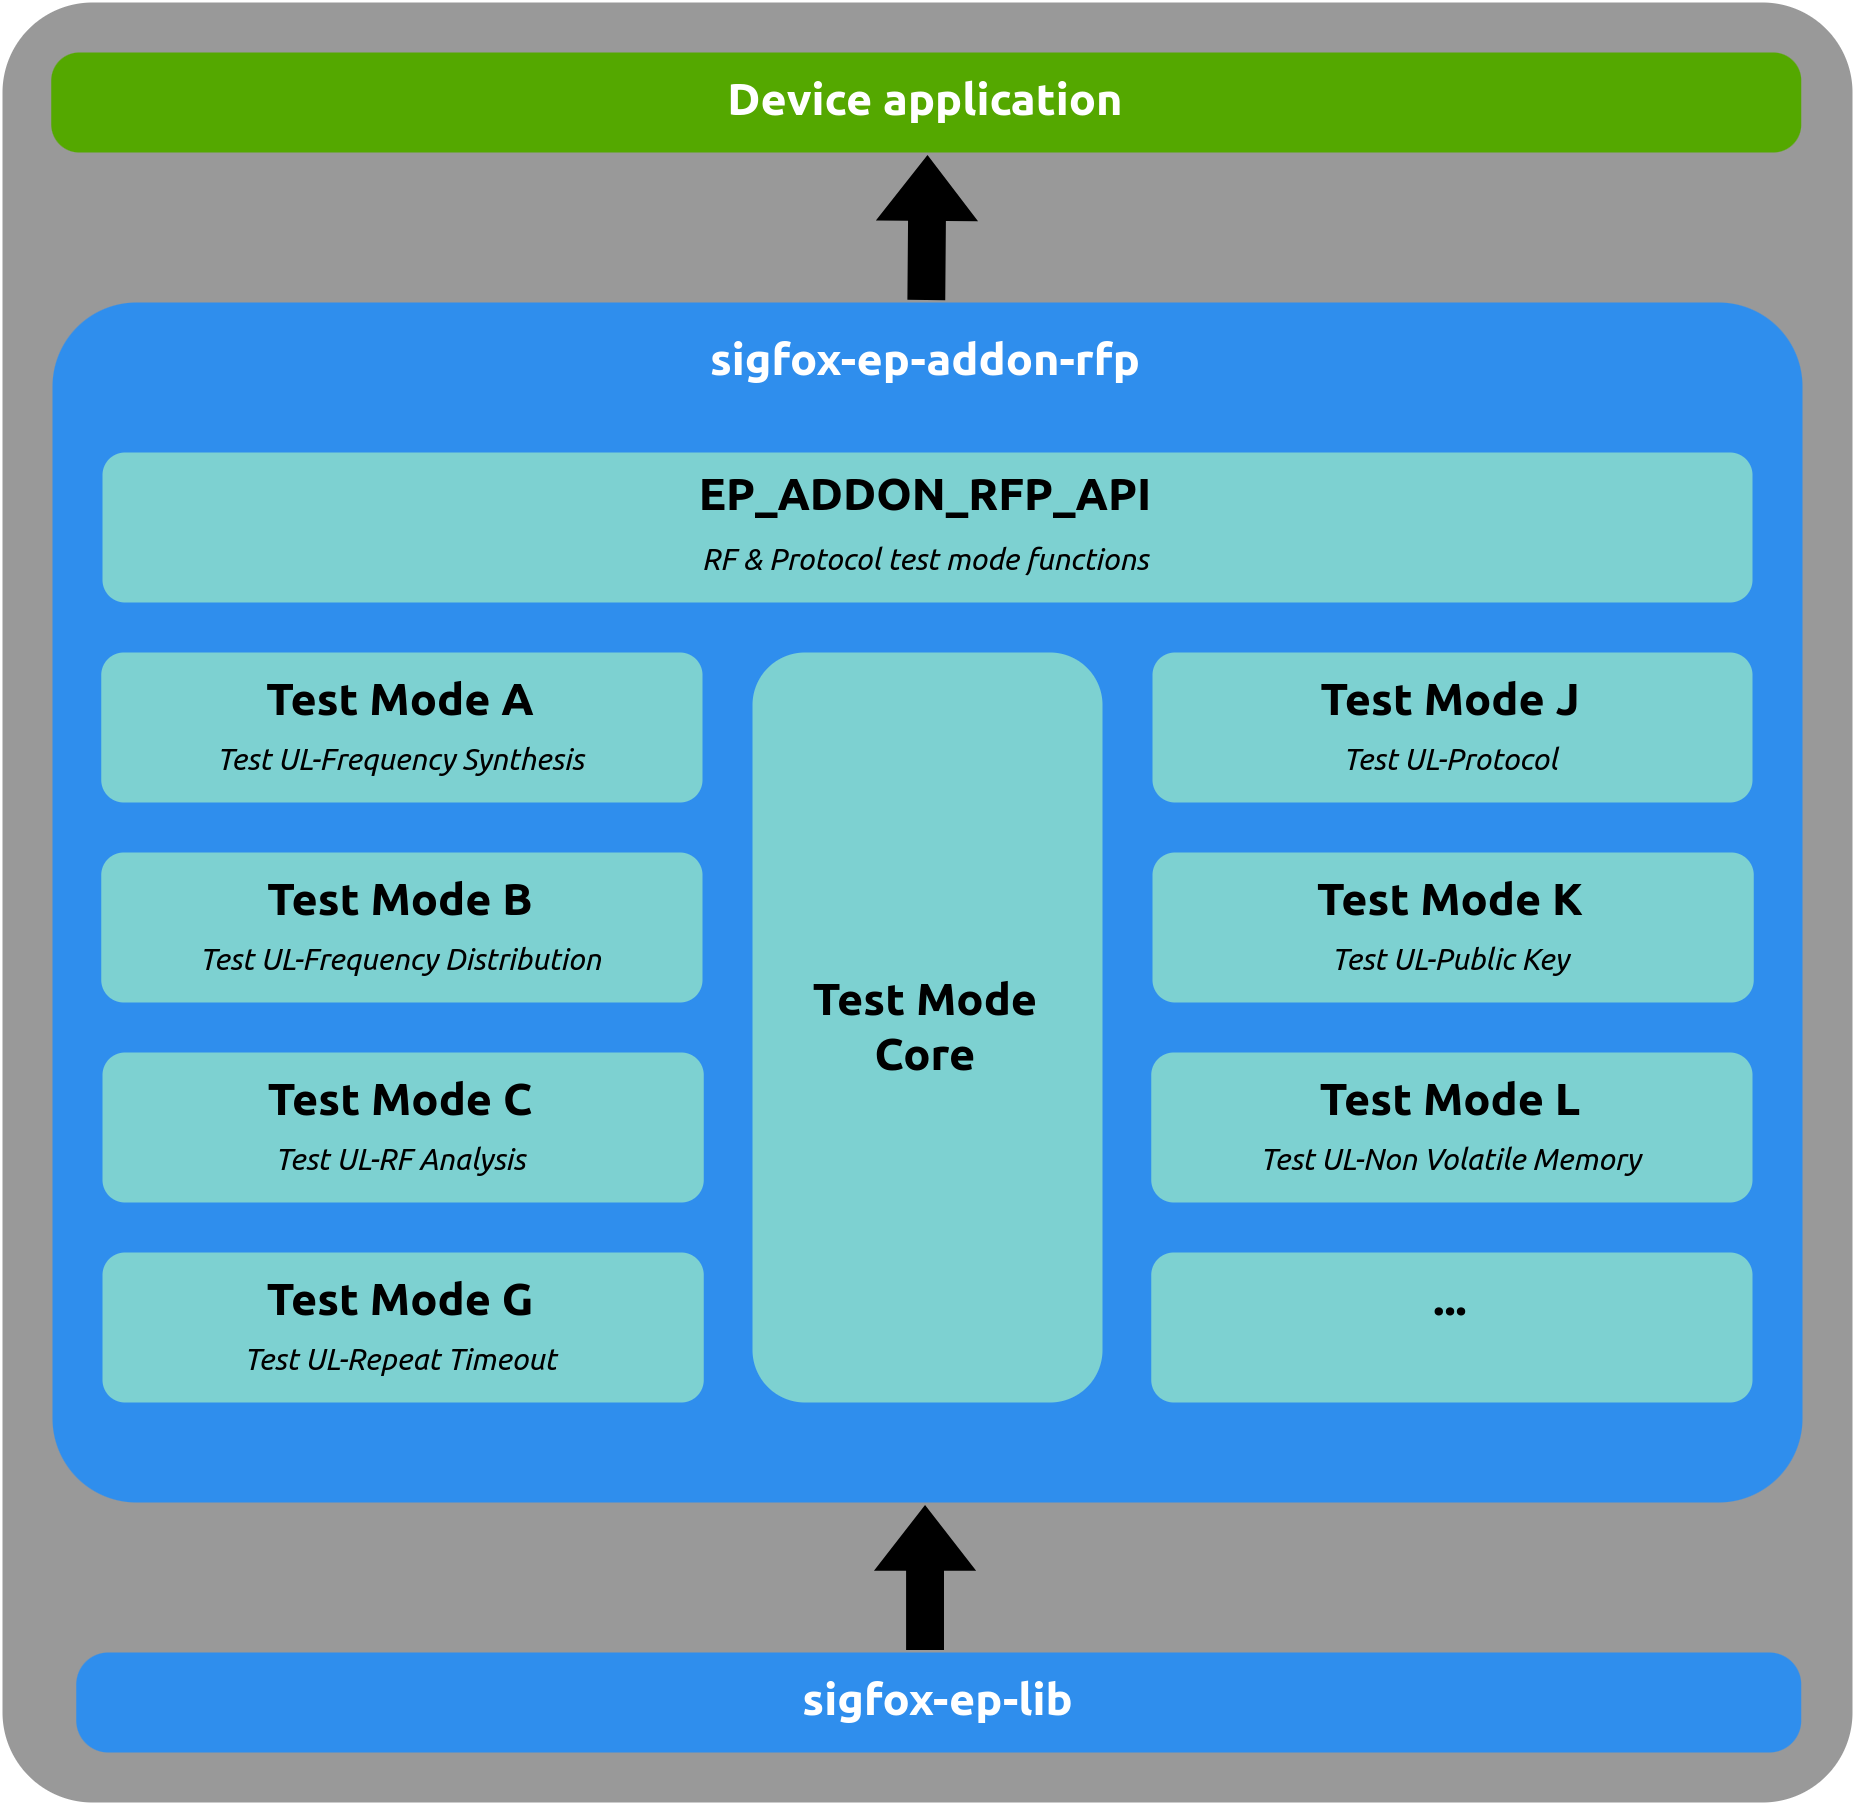 Device application
sigfox-ep-addon-rfp
EP_ADDON_RFP_API
RF & Protocol test mode functions
Test Mode A
Test UL-Frequency Synthesis
Test Mode B
Test UL-Frequency Distribution
Test Mode C
Test UL-RF Analysis
Test Mode G
Test UL-Repeat Timeout
Test Mode
Core
Test Mode J
Test UL-Protocol
Test Mode K
Test UL-Public Key
Test Mode L
Test UL-Non Volatile Memory
...
sigfox-ep-lib